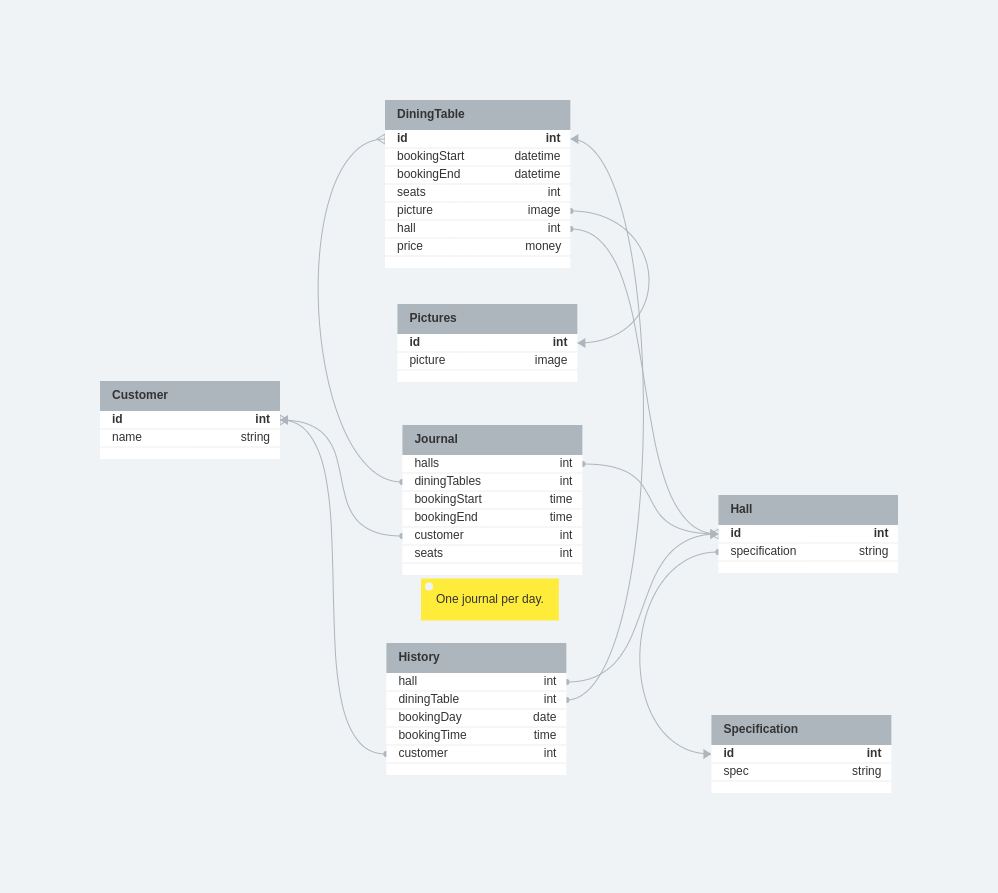 DiningTable
id int
bookingStart datetime
bookingEnd datetime
seats int
picture image
hall int
price money
Pictures
id int
picture image
Customer
id int
name string
Journal
halls int
diningTables int
bookingStart time
bookingEnd time
customer int
seats int
One journal per day.
Hall
id int
specification string
History
hall int
diningTable int
bookingDay date
bookingTime time
customer int
Specification
id int
spec string